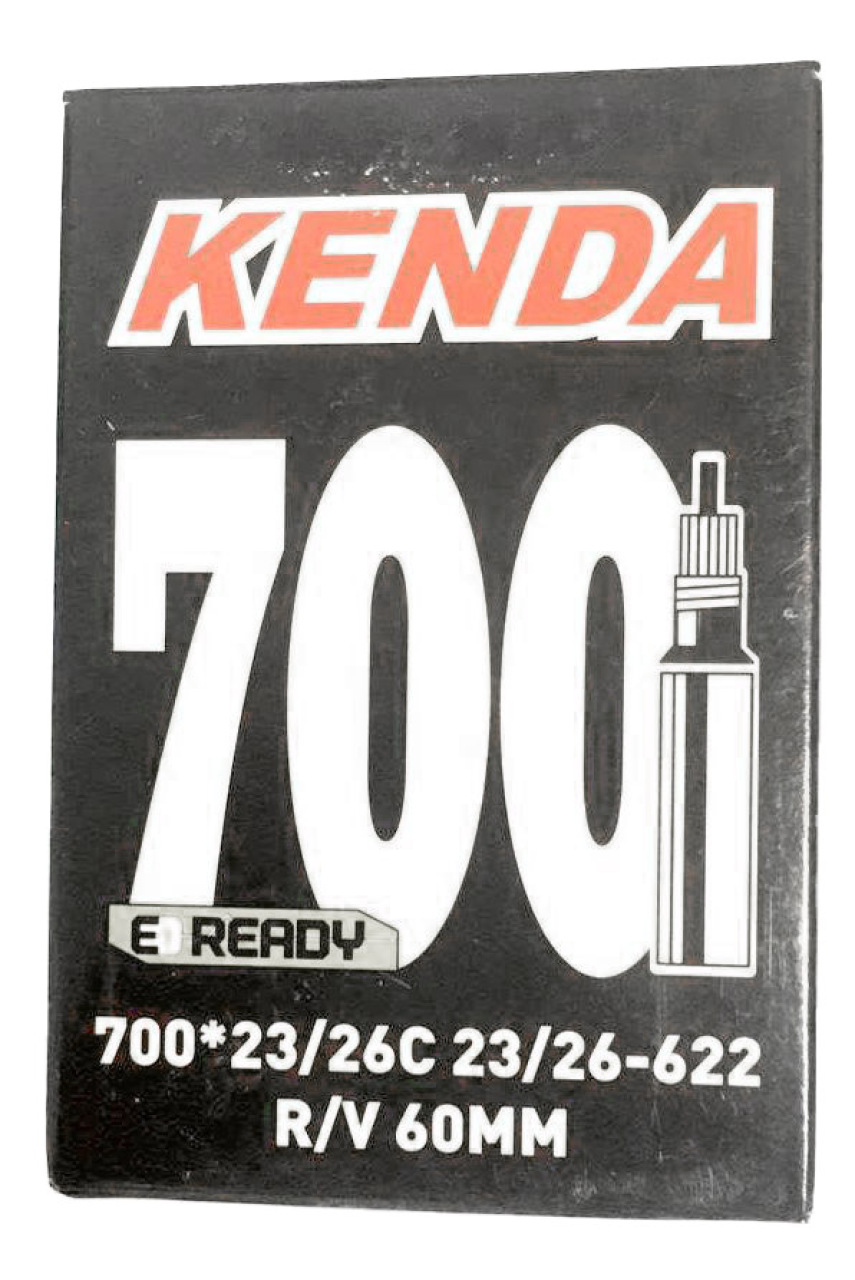 KENDA
700
E READY
700*23/26C 23/26-622
R/V 60MM